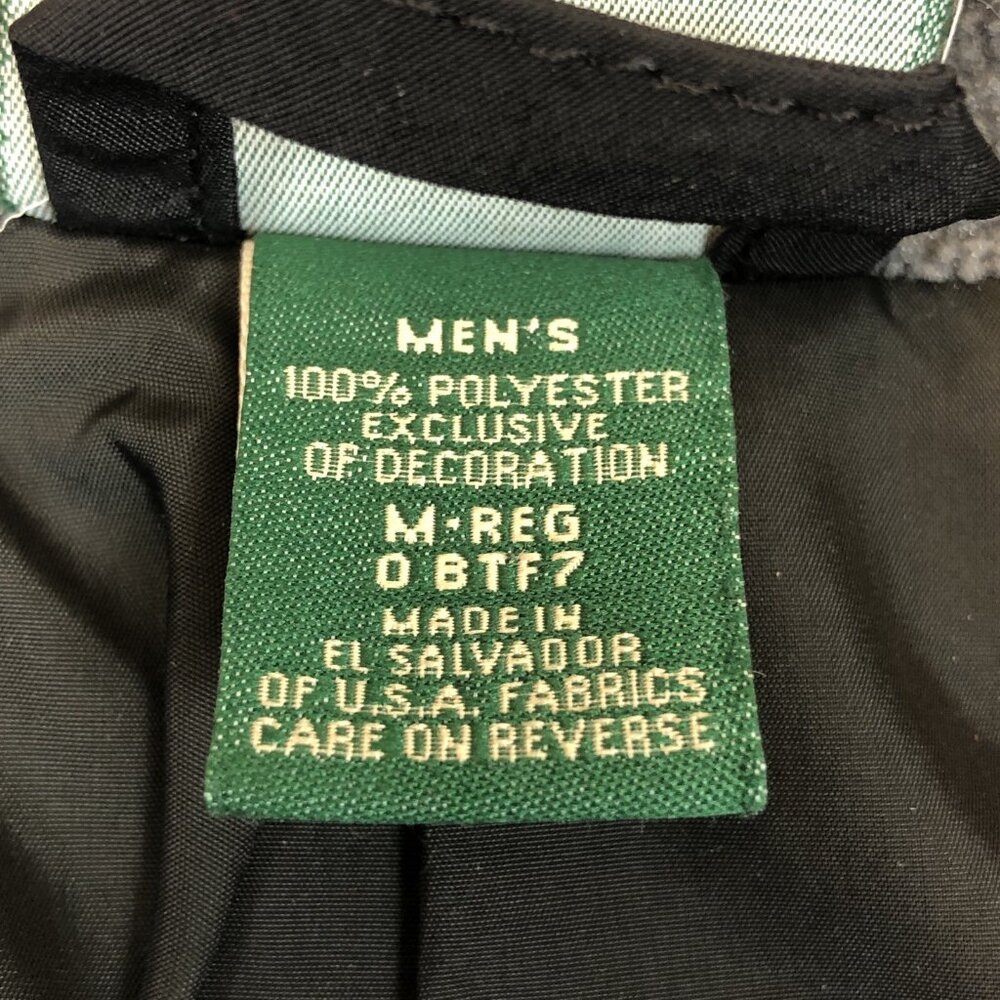 MEN'S
100% POLYESTER
EXCLUSIVE
OF DECORATION
M·REG
0 BTF7
MADE IN
EL SALVADOR
OF U.S.A. FABRICS
CARE ON REVERSE